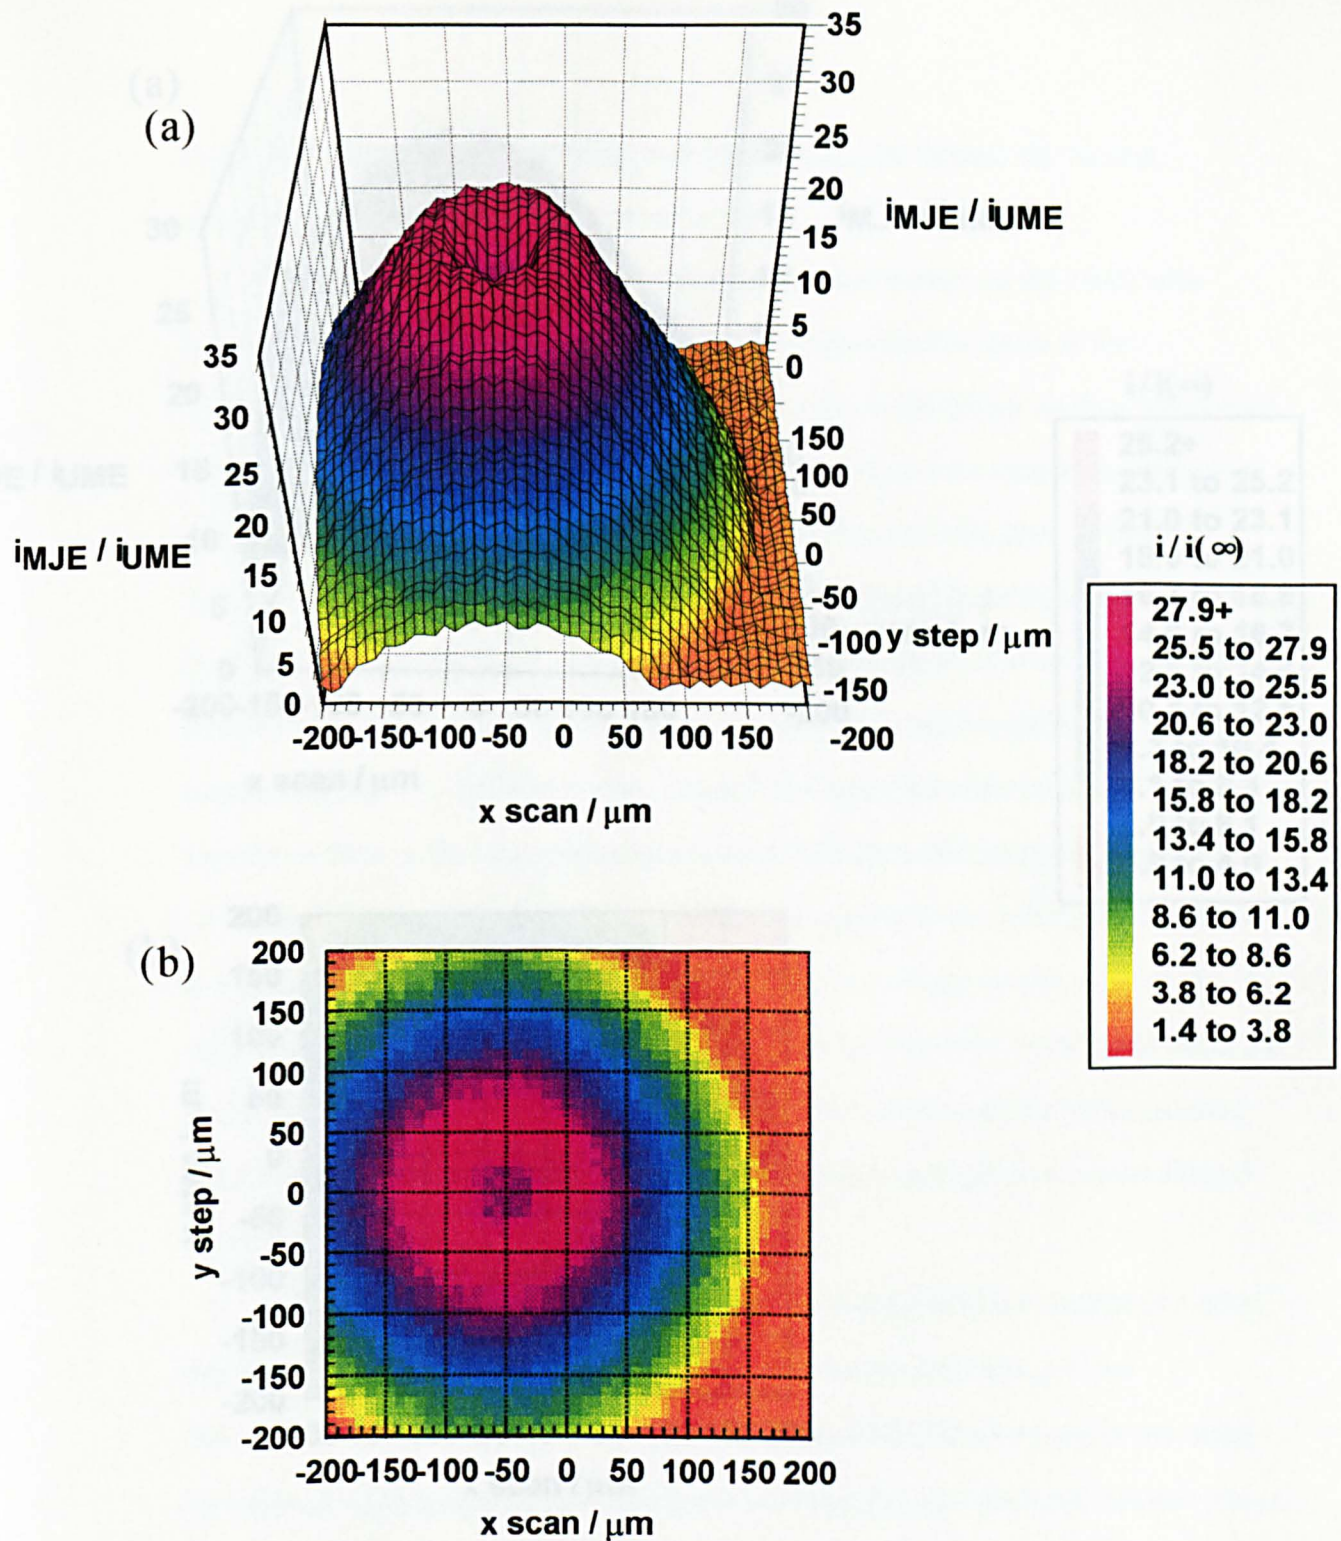 (a)
35
30
25
20
15
10
5
0
iMJE / iUME
35
30
25
20
15
10
5
0
iMJE / iUME
150
100
50
0
-50
-100
-150
-200
y step / μm
-200 -150 -100 -50 0 50 100 150
x scan / μm
i / i( ∞)
27.9+
25.5 to 27.9
23.0 to 25.5
20.6 to 23.0
18.2 to 20.6
15.8 to 18.2
13.4 to 15.8
11.0 to 13.4
8.6 to 11.0
6.2 to 8.6
3.8 to 6.2
1.4 to 3.8
(b)
200
150
100
50
0
-50
-100
-150
-200
y step / μm
-200 -150 -100 -50 0 50 100 150 200
x scan / μm